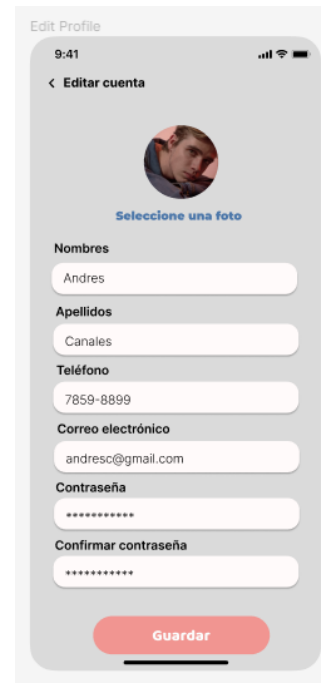 Edit Profile
9:41
Editar cuenta
Seleccione una foto
Nombres
Andres
Apellidos
Canales
Teléfono
7859-8899
Correo electrónico
andresc@gmail.com
Contraseña
***********
Confirmar contraseña
***********
Guardar